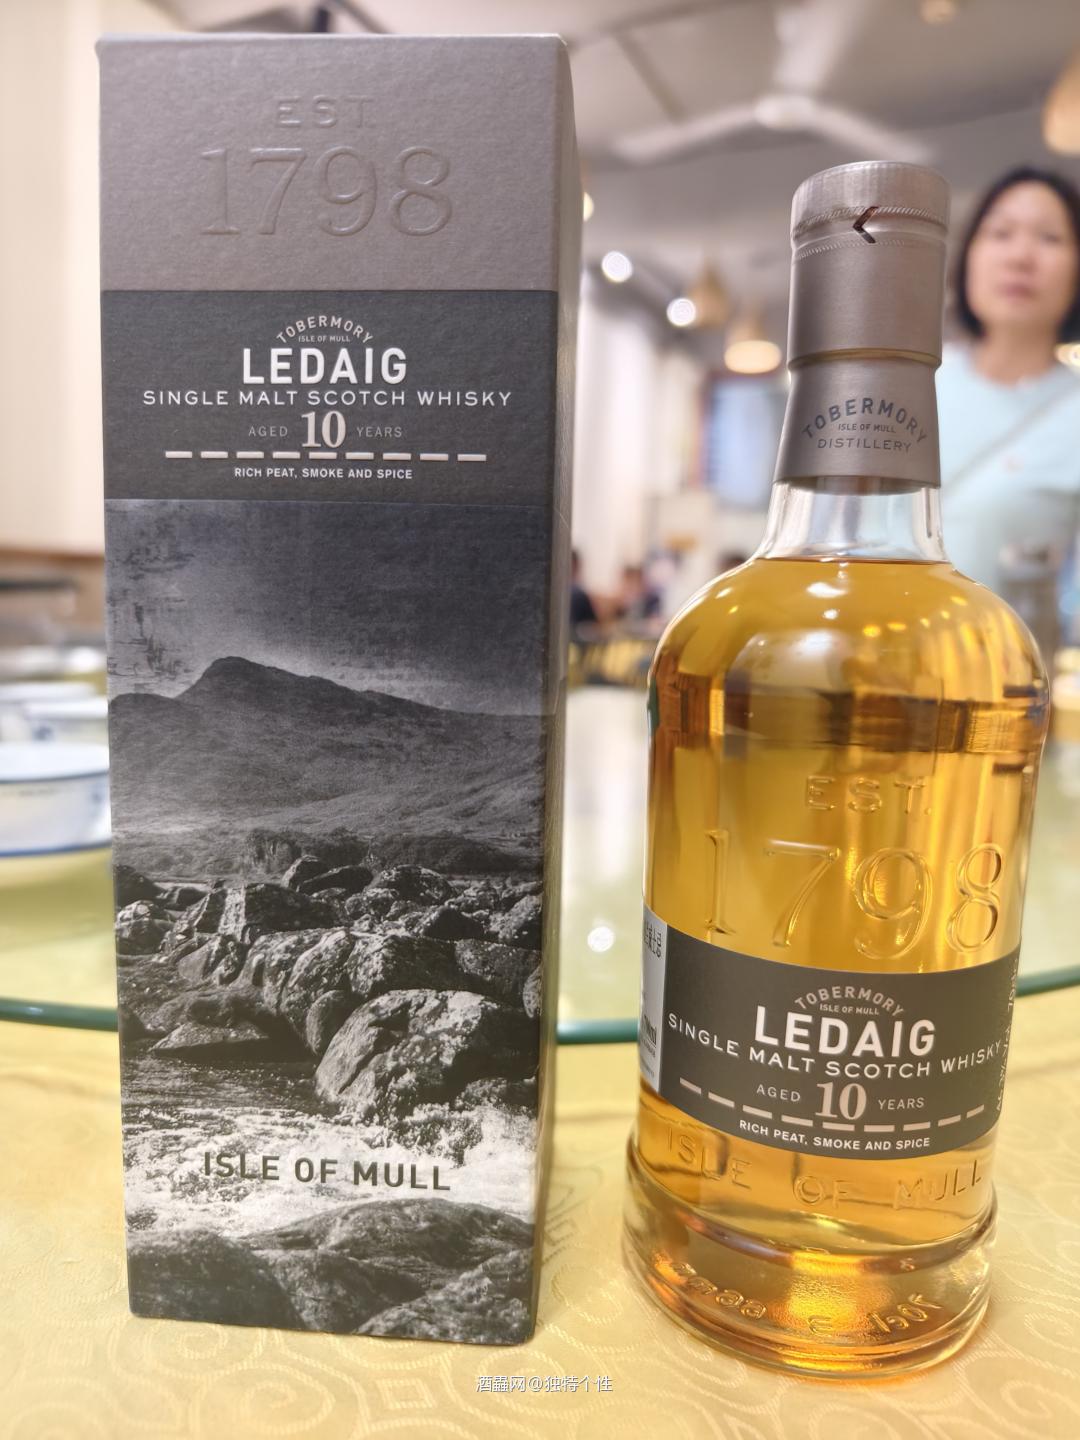 EST
1798
TOBERMORY
ISLE OF MULL
LEDAIG
SINGLE MALT SCOTCH WHISKY
AGED 10 YEARS
RICH PEAT, SMOKE AND SPICE
ISLE OF MULL
TOBERMORY
ISLE OF MULL
DISTILLERY
EST.
1798
TOBERMORY
ISLE OF MULL
LEDAIG
SINGLE MALT SCOTCH WHISKY
AGED 10 YEARS
RICH PEAT, SMOKE AND SPICE
ISLE OF MULL
酒齾网@独特个性